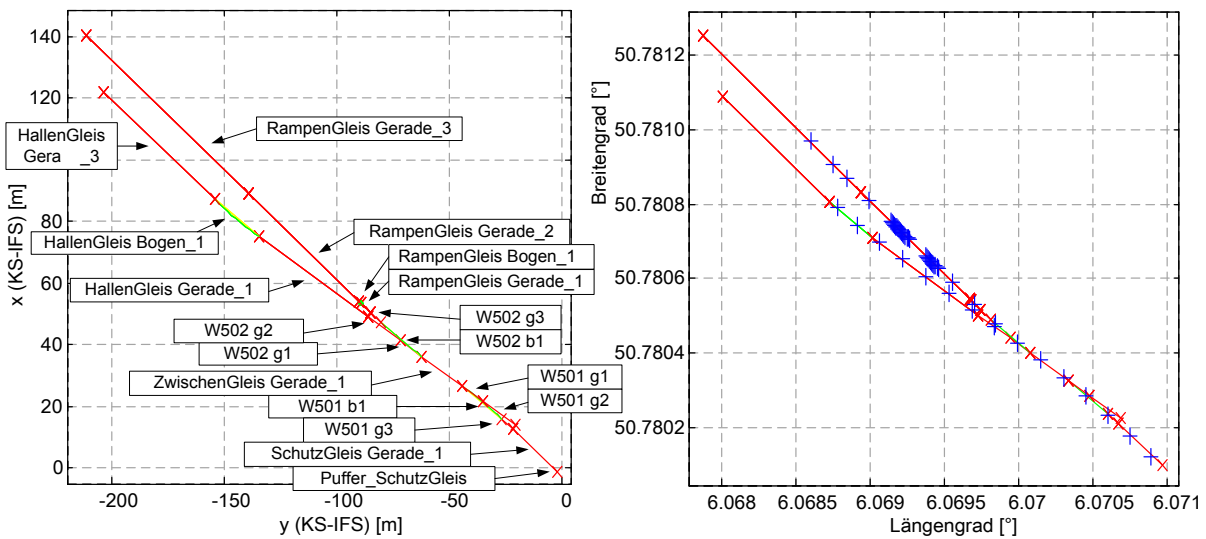 140
120
100
80
60
40
20
0
x (KS-IFS) [m]
-200
-150
-100
-50
0
y (KS-IFS) [m]
HallenGleis
Gera _3
RampenGleis Gerade_3
HallenGleis Bogen_1
RampenGleis Gerade_2
RampenGleis Bogen_1
RampenGleis Gerade_1
HallenGleis Gerade_1
W502 g3
W502 g2
W502 b1
W502 g1
ZwischenGleis Gerade_1
W501 g1
W501 g2
W501 b1
W501 g3
SchutzGleis Gerade_1
Puffer_SchutzGleis
50.7812
50.7810
50.7808
50.7806
50.7804
50.7802
Breitengrad [°]
6.068
6.0685
6.069
6.0695
6.07
6.0705
6.071
Längengrad [°]